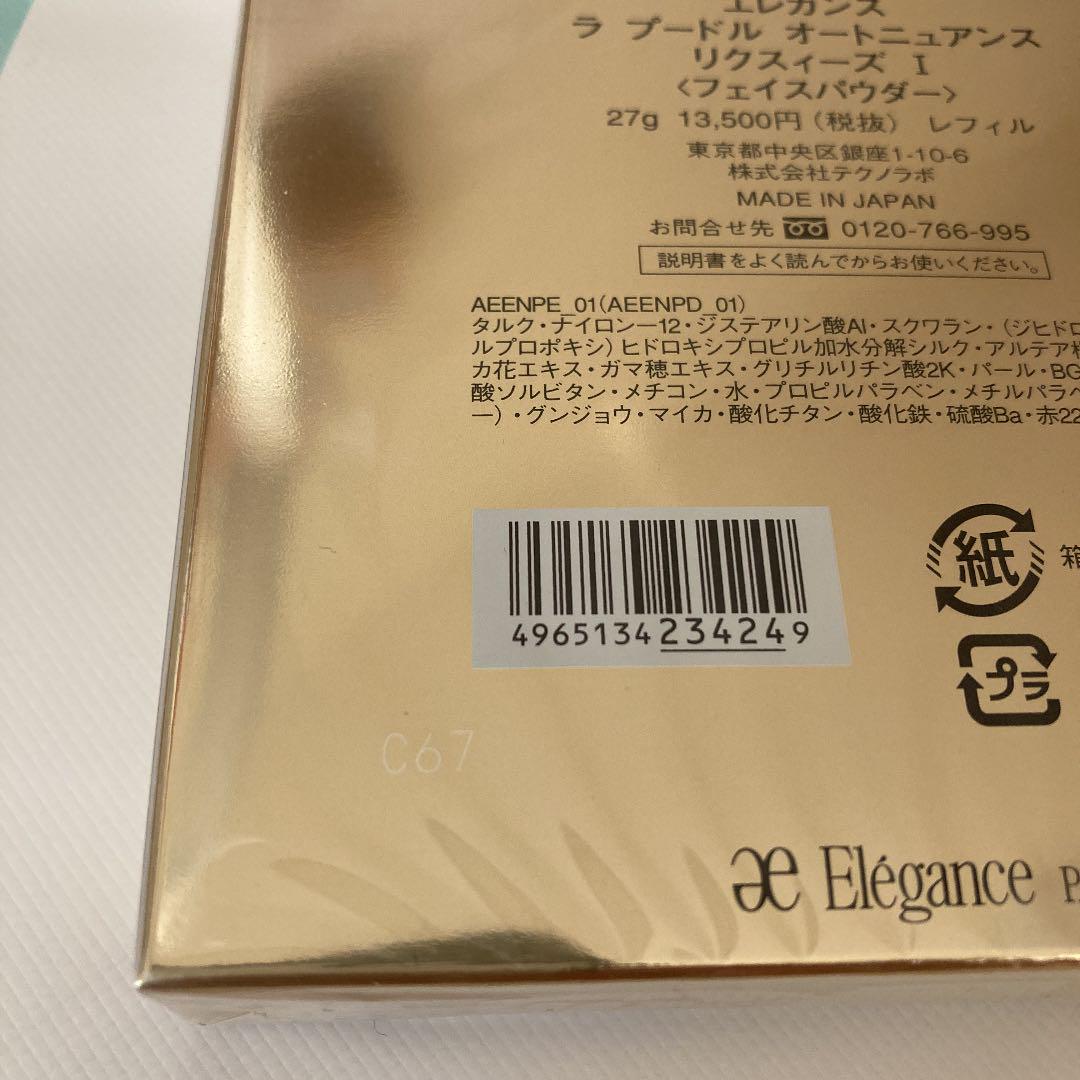 エレガンス
ラ プードル オートニュアンス
リクスィーズ I
〈フェイスパウダー〉
27g 13,500円(税抜) レフィル
東京都中央区銀座1-10-6
株式会社テクノラボ
MADE IN JAPAN
お問合せ先 0120-766-995
説明書をよく読んでからお使いください。
AEENPE_01(AEENPD_01)
タルク・ナイロン―12・ジステアリン酸Al・スクワラン・(ジヒドロ
ルプロポキシ)ヒドロキシプロピル加水分解シルク・アルテア
カ花エキス・ガマ穂エキス・グリチルリチン酸2K・パール・BG
酸ソルビタン・メチコン・水・プロピルパラベン・メチルパラベ
ー)・グンジョウ・マイカ・酸化チタン・酸化鉄・硫酸Ba・赤22
紙
箱
4965134234249
プラ
C67
æ Elégance